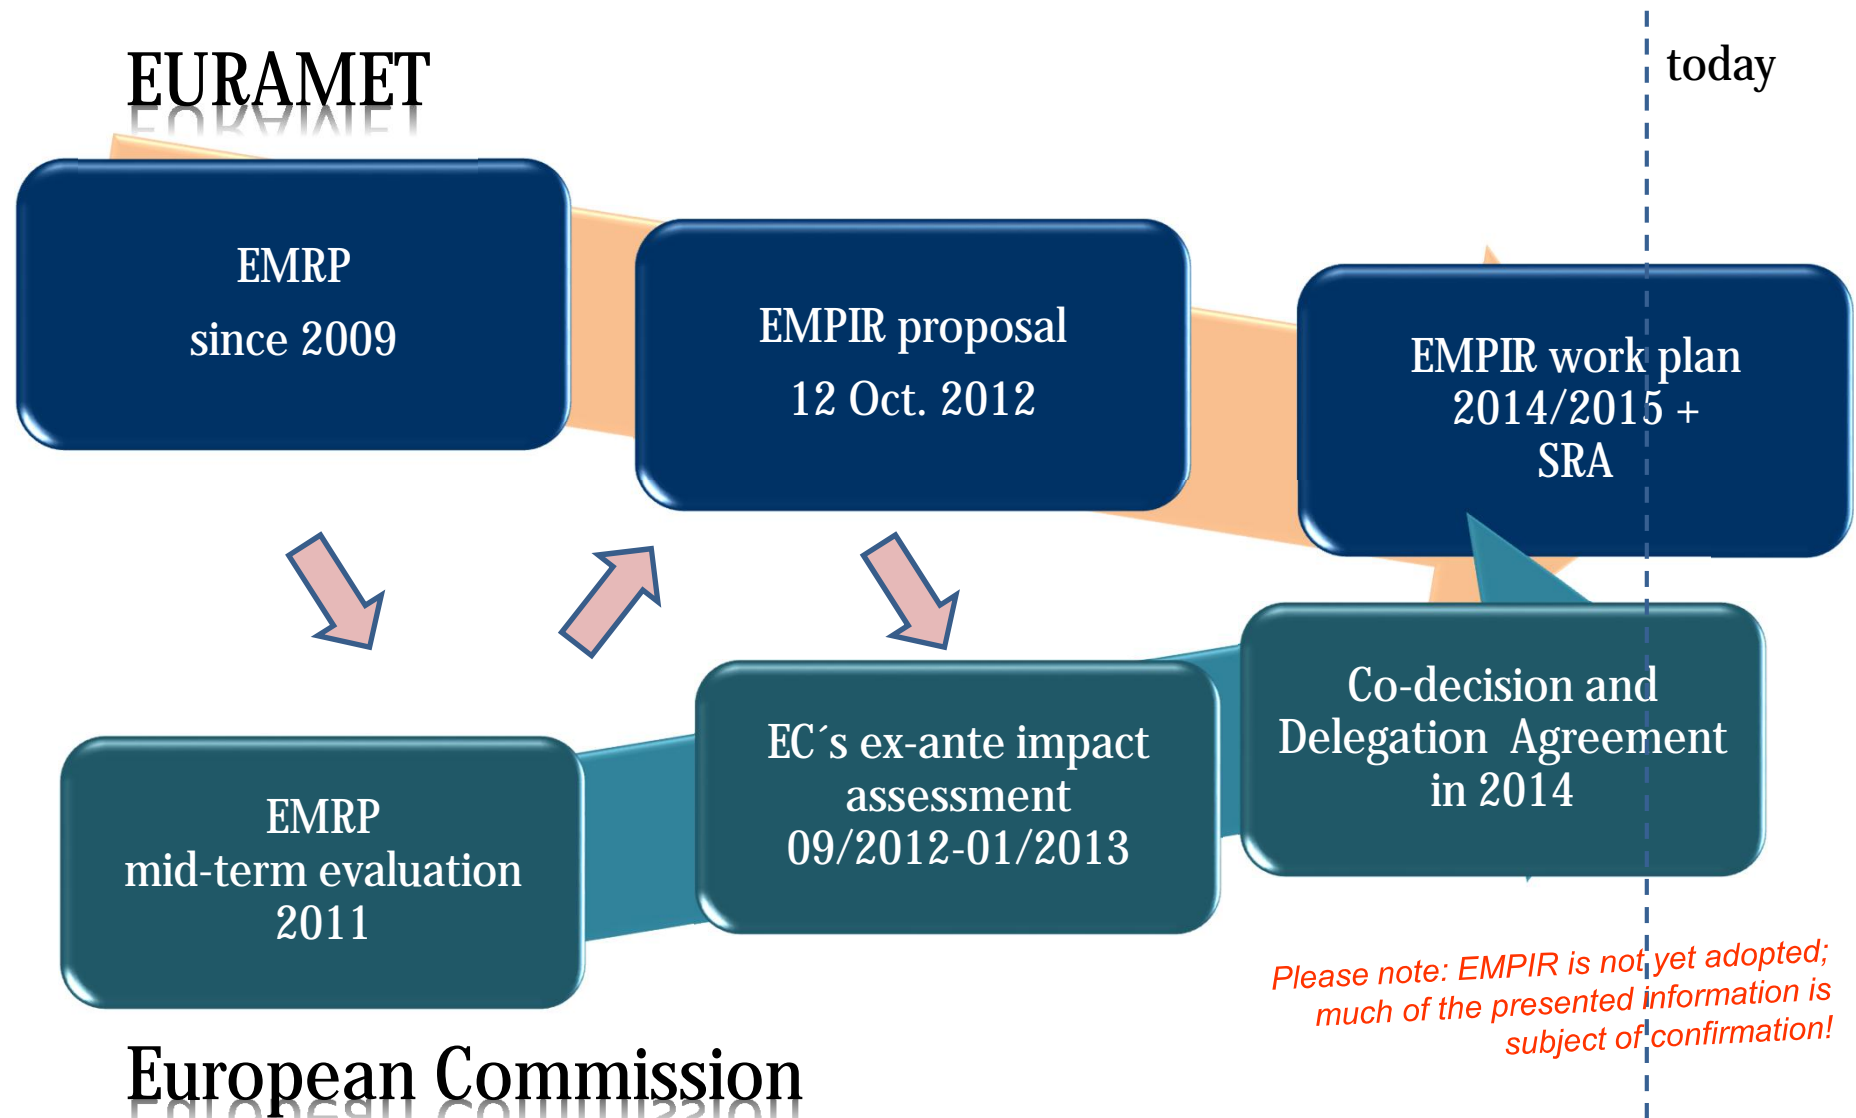 EURAMET
today
EMRP
since 2009
EMPIR proposal
12 Oct. 2012
EMPIR work plan
2014/2015 +
SRA
EMRP
mid-term evaluation
2011
EC´s ex-ante impact
assessment
09/2012-01/2013
Co-decision and
Delegation Agreement
in 2014
Please note: EMPIR is not yet adopted;
much of the presented information is
subject of confirmation!
European Commission